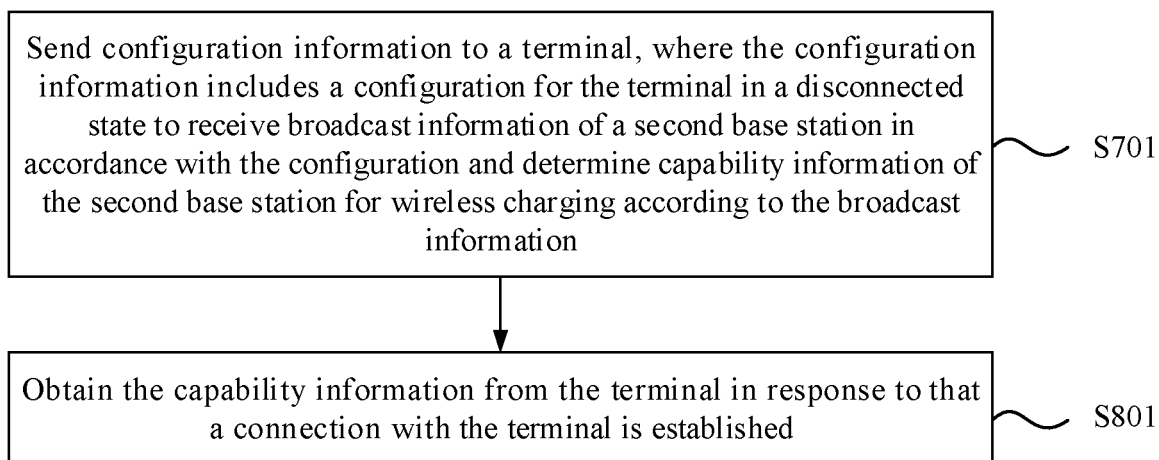 Send configuration information to a terminal, where the configuration
information includes a configuration for the terminal in a disconnected
state to receive broadcast information of a second base station in
accordance with the configuration and determine capability information of
the second base station for wireless charging according to the broadcast
information
S701
Obtain the capability information from the terminal in response to that
a connection with the terminal is established
S801